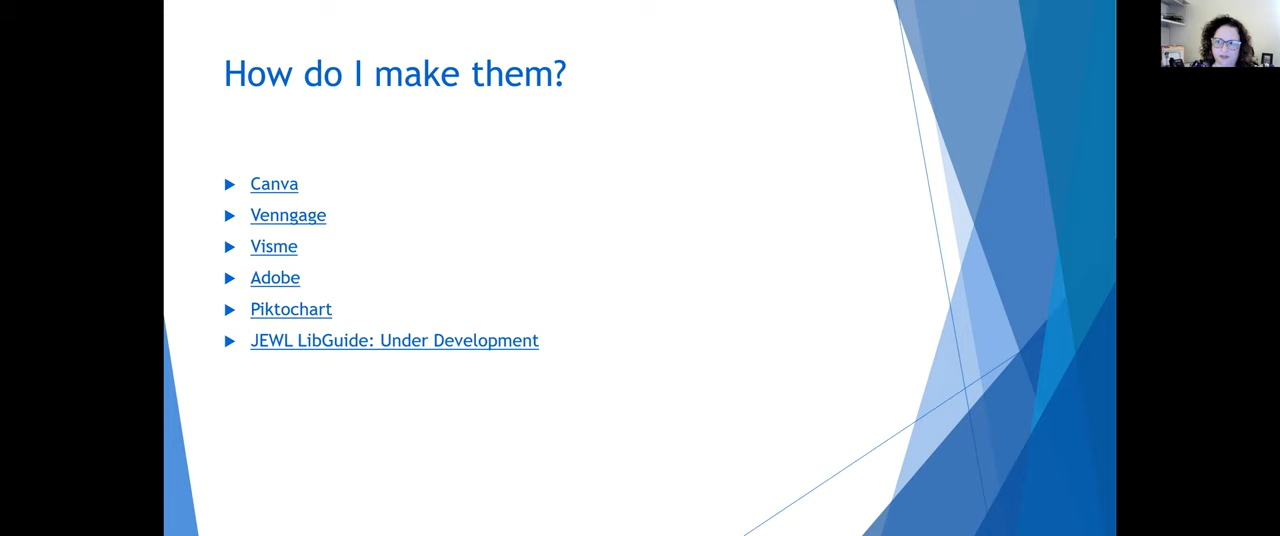 How do I make them?
Canva
Venngage
Visme
Adobe
Piktochart
JEWL LibGuide: Under Development